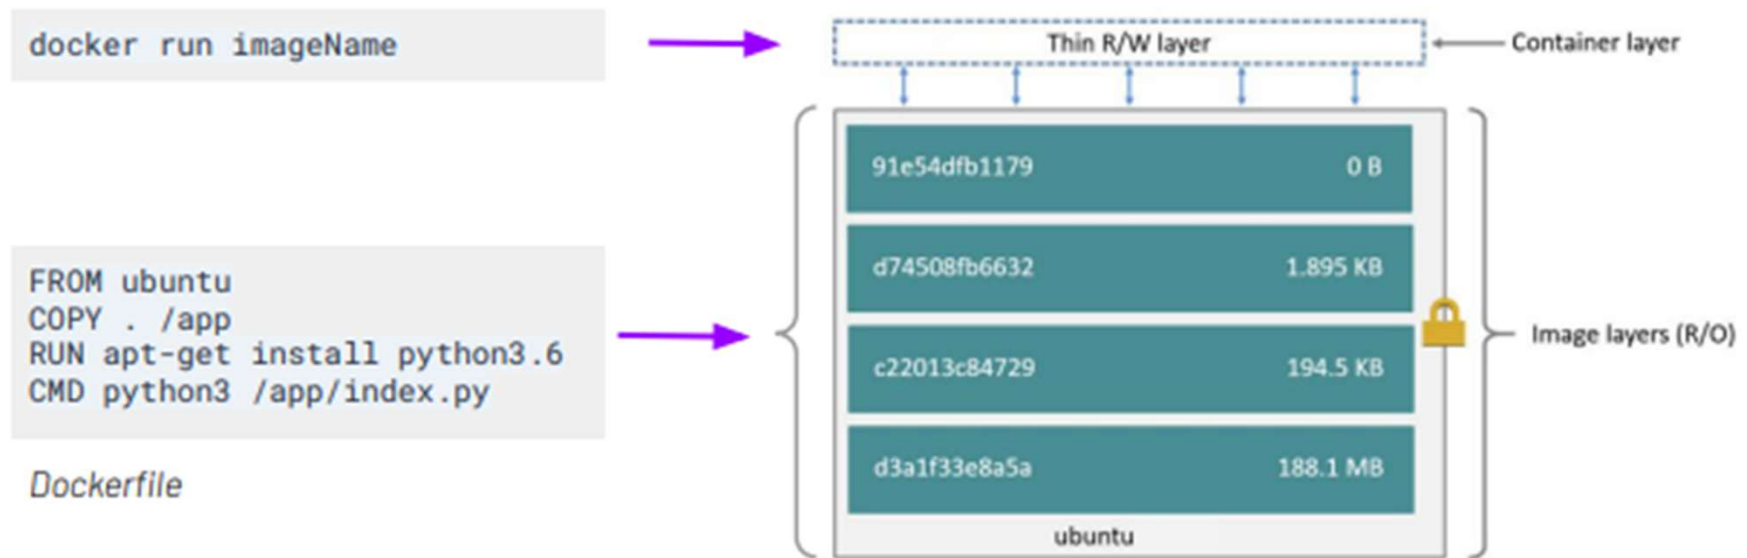 docker run imageName
Thin R/W layer
Container layer
91e54dfb1179 0 B
d74508fb6632 1.895 KB
c22013c84729 194.5 KB
d3a1f33e8a5a 188.1 MB
ubuntu
Image layers (R/O)
FROM ubuntu
COPY . /app
RUN apt-get install python3.6
CMD python3 /app/index.py
Dockerfile